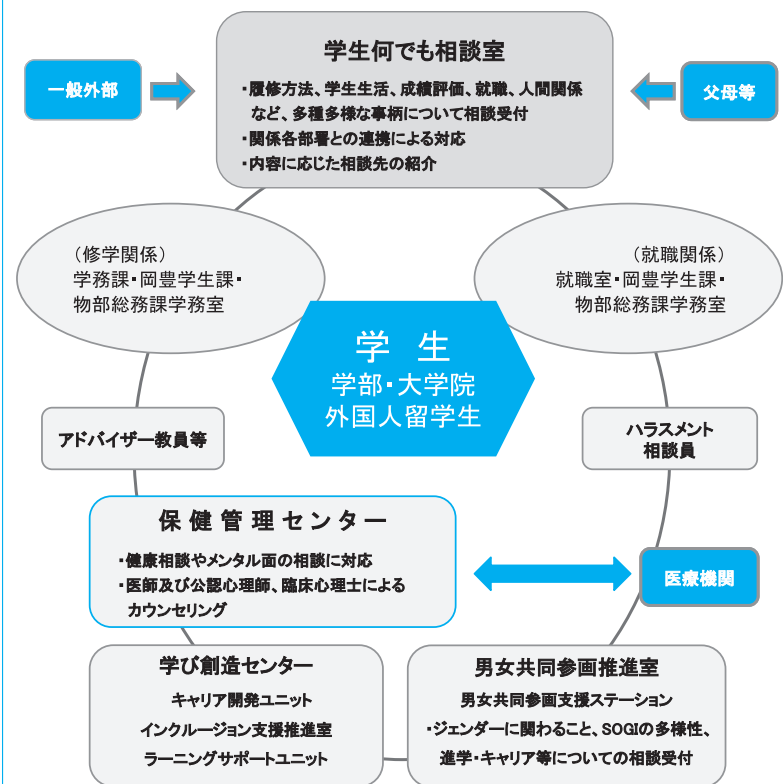 学生何でも相談室
・履修方法、学生生活、成績評価、就職、人間関係
など、多種多様な事柄について相談受付
・関係各部署との連携による対応
・内容に応じた相談先の紹介
一般外部
父母等
(修学関係)
学務課・岡豊学生課・
物部総務課学務室
(就職関係)
就職室・岡豊学生課・
物部総務課学務室
学 生
学部・大学院
外国人留学生
アドバイザー教員等
ハラスメント
相談員
保健管理センター
・健康相談やメンタル面の相談に対応
・医師及び公認心理師、臨床心理士による
カウンセリング
医療機関
学び創造センター
キャリア開発ユニット
インクルージョン支援推進室
ラーニングサポートユニット
男女共同参画推進室
男女共同参画支援ステーション
・ジェンダーに関わること、SOGIの多様性、
進学・キャリア等についての相談受付